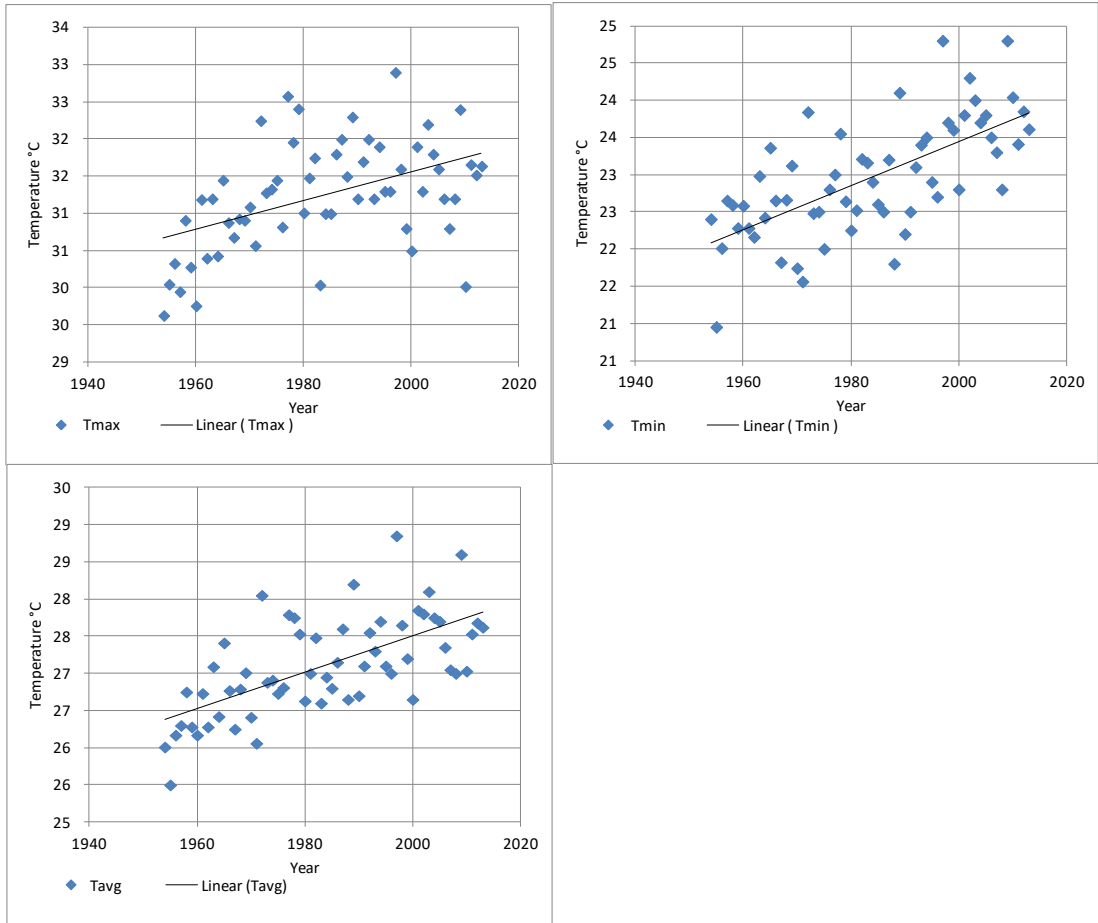 34
33
33
32
32
31
31
30
30
29
1940 1960 1980 2000 2020
Temperature °C
Year
Tmax Linear ( Tmax )
25
25
24
24
23
23
22
22
21
21
1940 1960 1980 2000 2020
Temperature °C
Year
Tmin Linear ( Tmin )
30
29
29
28
28
27
27
26
26
25
1940 1960 1980 2000 2020
Temperature °C
Year
Tavg Linear (Tavg)